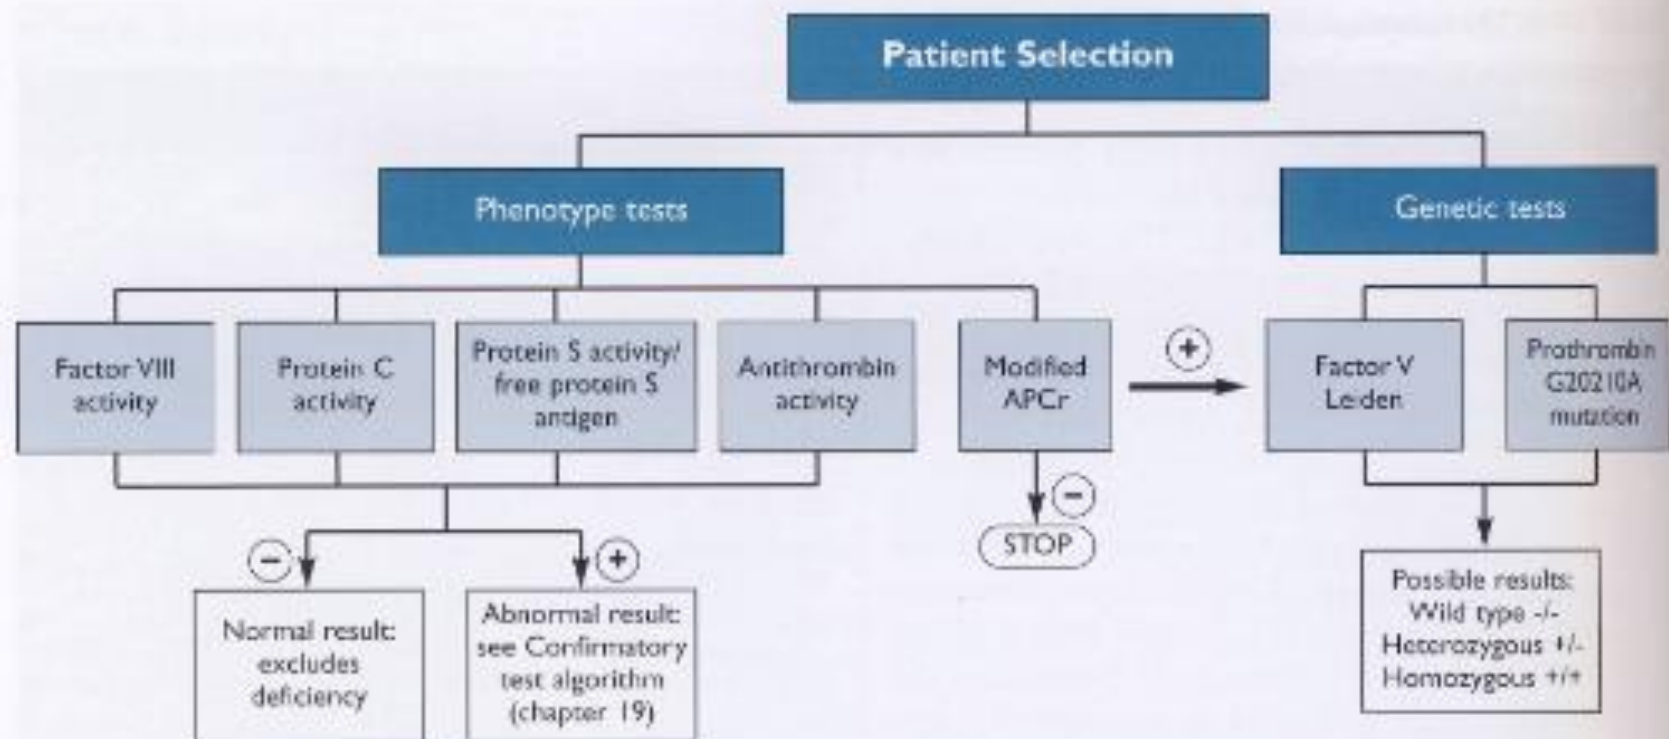 Patient Selection
Phenotype tests
Genetic tests
Factor VIII
activity
Protein C
activity
Protein S activity/
free protein S
antigen
Antithrombin
activity
Modified
APCr
+
Factor V
Leiden
Prothrombin
G20210A
mutation
−
STOP
−
Normal result:
excludes
deficiency
+
Abnormal result:
see Confirmatory
test algorithm
(chapter 19)
Possible results:
Wild type -/-
Heterozygous +/-
Homozygous +/+